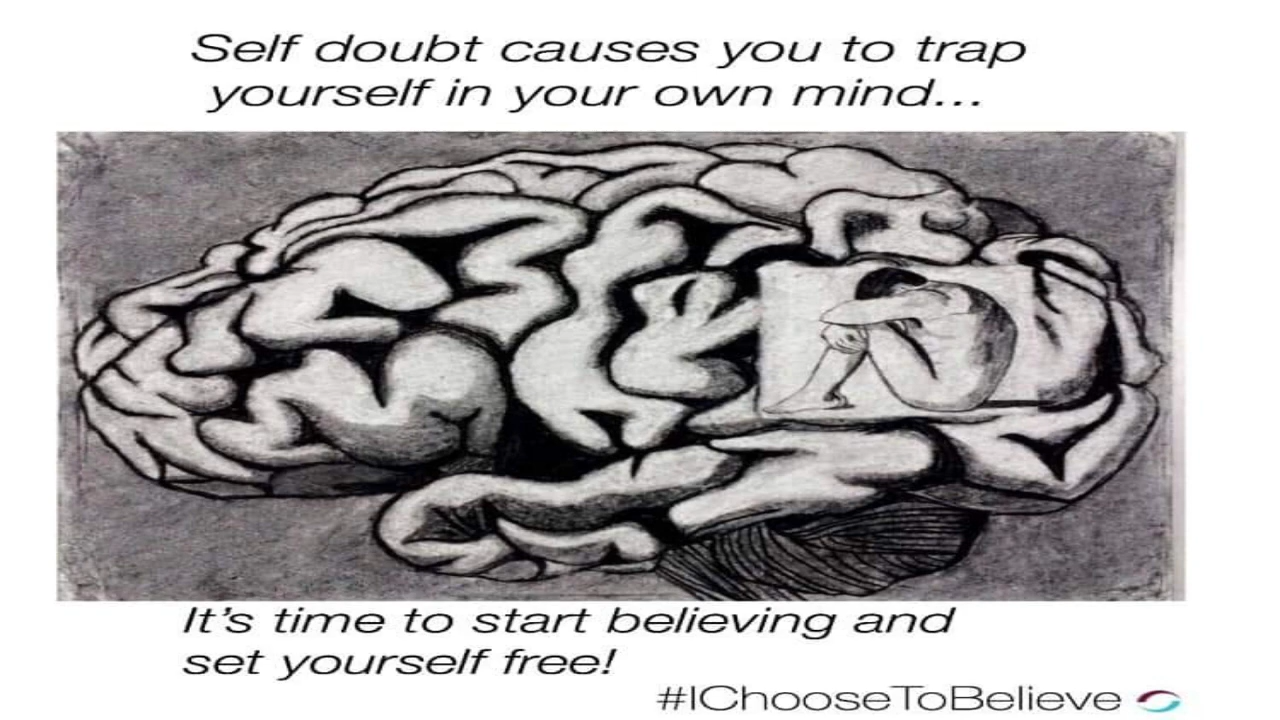 Self doubt causes you to trap
yourself in your own mind...
It's time to start believing and
set yourself free!
#IChooseToBelieve